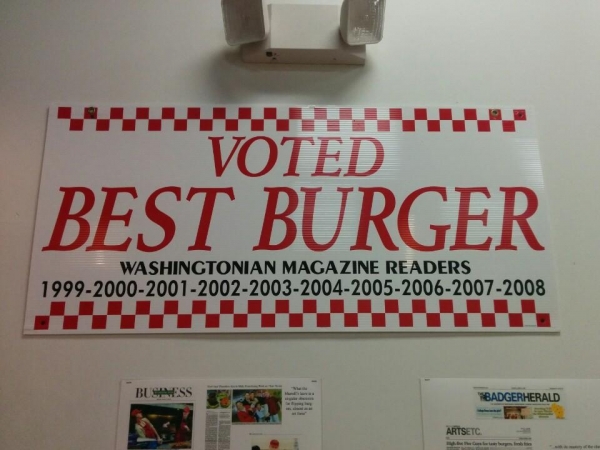 VOTED
BEST BURGER
WASHINGTONIAN MAGAZINE READERS
1999-2000-2001-2002-2003-2004-2005-2006-2007-2008
BUSINESS
BADGERHERALD
ARTSETC.